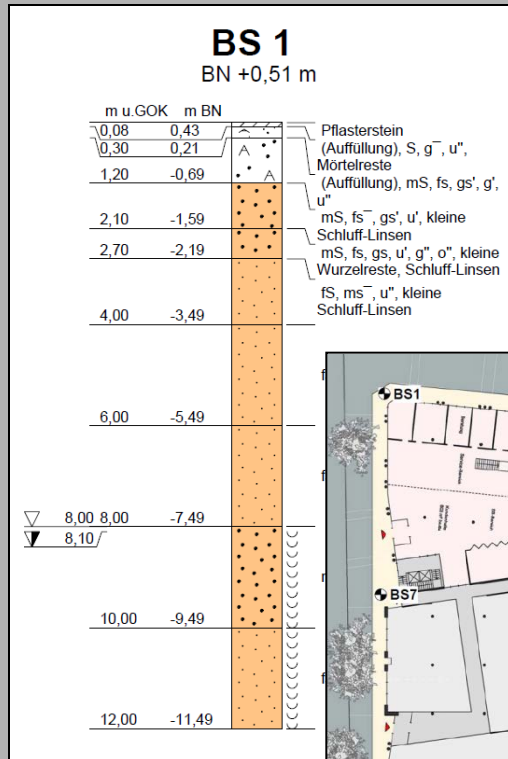 BS 1
BN +0,51 m
m u.GOK m BN
0,08 0,43
0,30 0,21
1,20 -0,69
2,10 -1,59
2,70 -2,19
4,00 -3,49
6,00 -5,49
8,00 8,00 -7,49
8,10
10,00 -9,49
12,00 -11,49
A
A
Pflasterstein
(Auffüllung), S, g¯, u",
Mörtelreste
(Auffüllung), mS, fs, gs', g',
u"
mS, fs¯, gs', u', kleine
Schluff-Linsen
mS, fs, gs, u', g", o", kleine
Wurzelreste, Schluff-Linsen
fS, ms¯, u", kleine
Schluff-Linsen
BS1
BS7